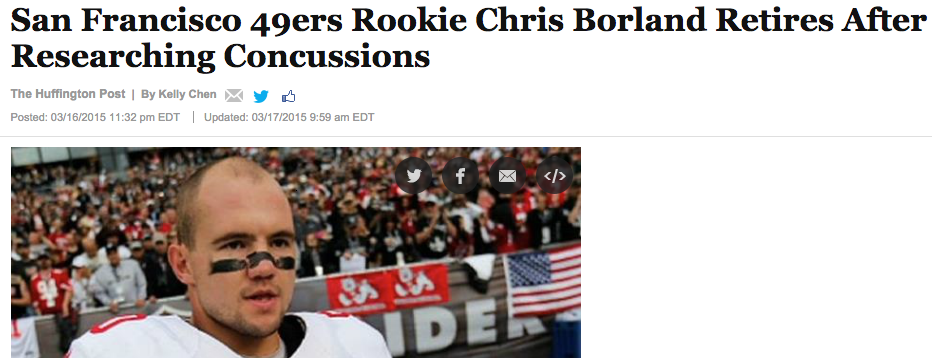 San Francisco 49ers Rookie Chris Borland Retires After
Researching Concussions
The Huffington Post | By Kelly Chen
Posted: 03/16/2015 11:32 pm EDT | Updated: 03/17/2015 9:59 am EDT
f </>
IDER